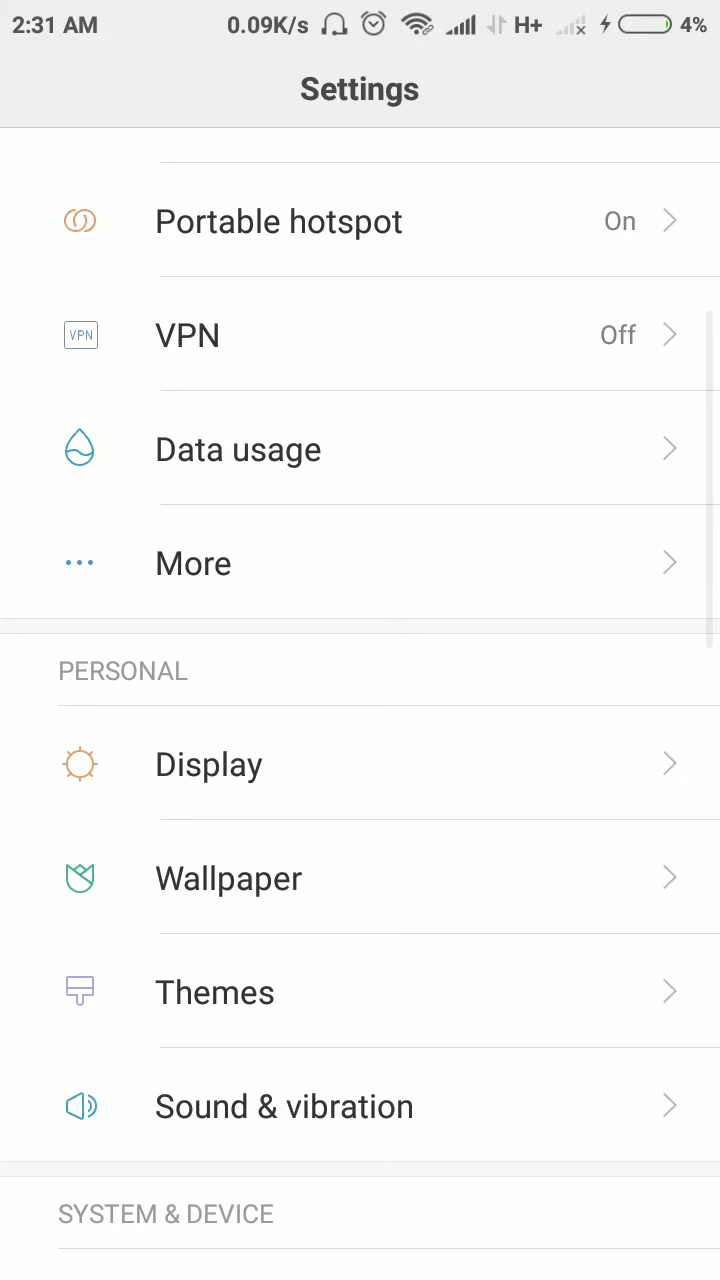 2:31 AM 0.09K/s H+ 4%
Settings
Portable hotspot On
VPN VPN Off
Data usage
More
PERSONAL
Display
Wallpaper
Themes
Sound & vibration
SYSTEM & DEVICE